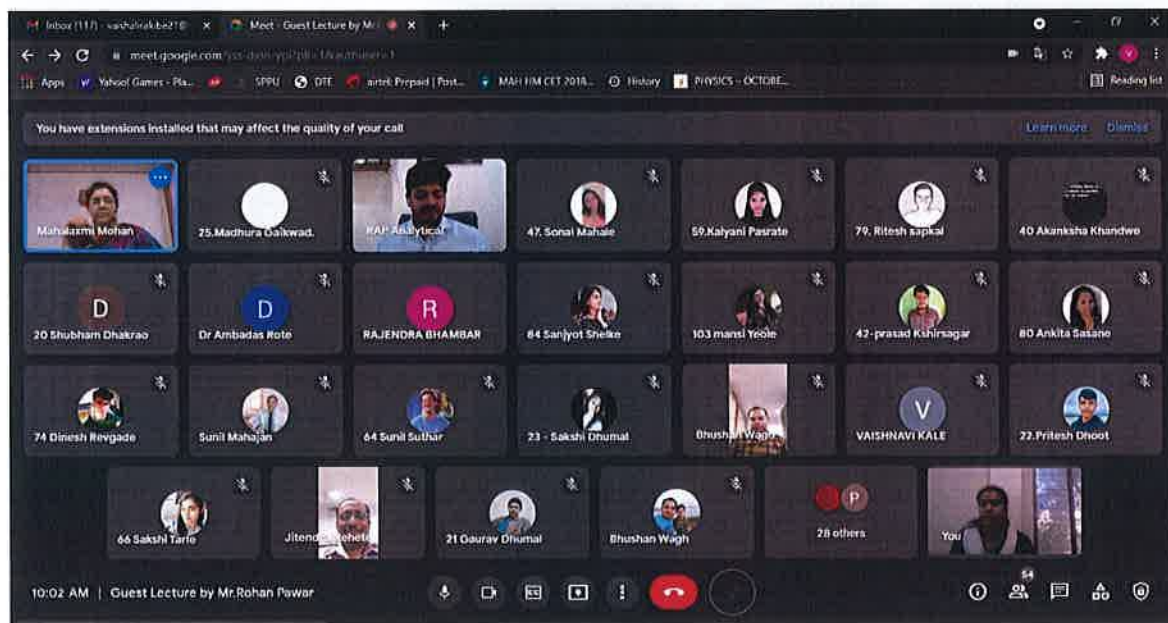 Inbox (117) - vaishalirakibe21@
Meet - Guest Lecture by Mr.
meet.google.com
Apps Yahoo! Games - Pla... SPPU DTE airtel Prepaid | Post... MAH HM CET 2018... History PHYSICS - OCTOBE... Reading list
You have extensions installed that may affect the quality of your call Learn more Dismiss
Mahalaxmi Mohan 25.Madhura Gaikwad. RAP Analytical 47. Sonal Mahale 59.Kalyani Pasrate 79. Ritesh sapkal 40 Akanksha Khandwe
D D R
20 Shubham Dhakrao Dr Ambadas Rote RAJENDRA BHAMBAR 84 Sanjyot Shelke 103 mansi Yeole 42-prasad Kshirsagar 80 Ankita Sasane
V
74 Dinesh Revgade Sunil Mahajan 64 Sunil Suthar 23 - Sakshi Dhumal Bhushan Wagh VAISHNAVI KALE 22.Pritesh Dhoot
P
66 Sakshi Tarte 21 Gaurav Dhumal Bhushan Wagh 28 others You
54
10:02 AM | Guest Lecture by Mr.Rohan Pawar